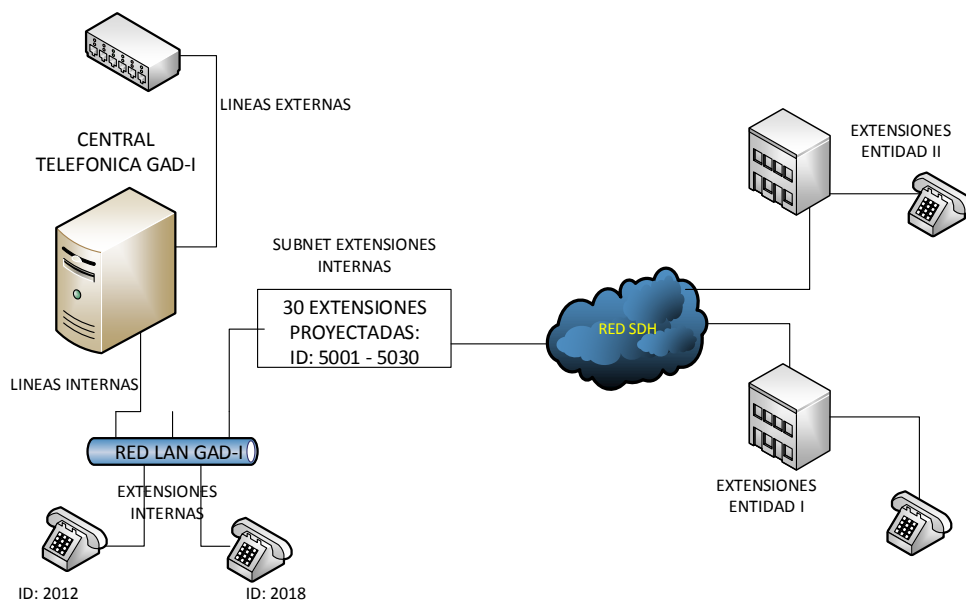 LINEAS EXTERNAS
CENTRAL
TELEFONICA GAD-I
EXTENSIONES
ENTIDAD II
SUBNET EXTENSIONES
INTERNAS
30 EXTENSIONES
PROYECTADAS:
ID: 5001 - 5030
RED SDH
LINEAS INTERNAS
RED LAN GAD-I
EXTENSIONES
INTERNAS
EXTENSIONES
ENTIDAD I
ID: 2012
ID: 2018